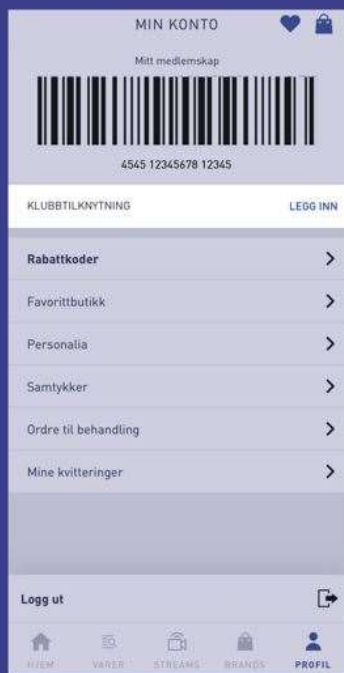 MIN KONTO
Mitt medlemskap
4545 12345678 12345
KLUBBTILKNYTNING LEGG INN
Rabattkoder
Favorittbutikk
Personalia
Samtykker
Ordre til behandling
Mine kvitteringer
Logg ut
HJEM VARER STREAMS BRANDS PROFIL